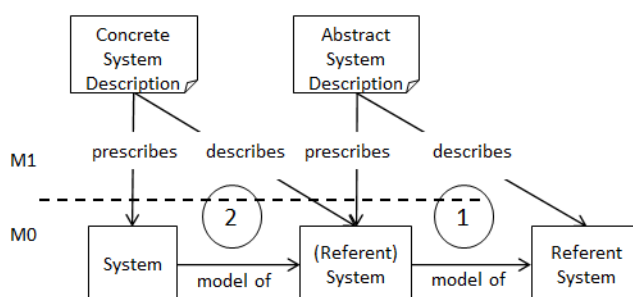 Concrete
System
Description
Abstract
System
Description
prescribes describes prescribes describes
M1
2
1
M0
System
model of
(Referent)
System
model of
Referent
System